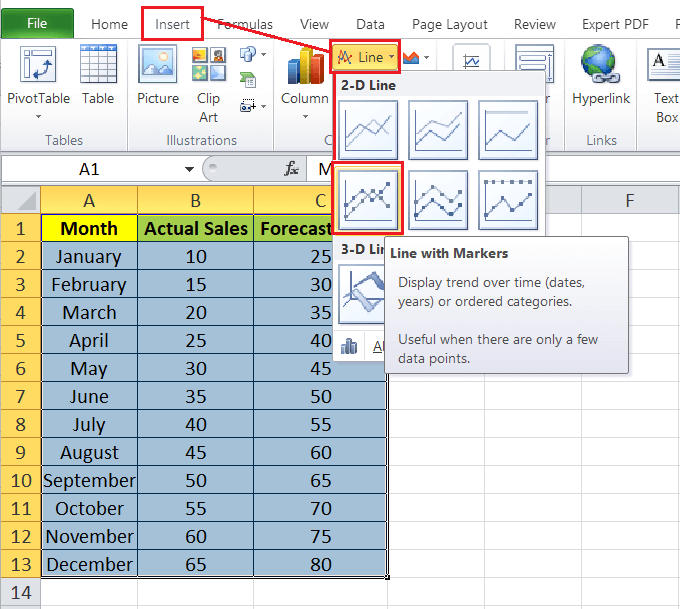 File Home Insert Formulas View Data Page Layout Review Expert PDF
Line
PivotTable Table Picture Clip Art Column Hyperlink Text Box
Tables Illustrations Links
2-D Line
A1 fx M
A B C F
1 Month Actual Sales Forecast
2 January 10 25
3 February 15 30
4 March 20 35
5 April 25 40
6 May 30 45
7 June 35 50
8 July 40 55
9 August 45 60
10 September 50 65
11 October 55 70
12 November 60 75
13 December 65 80
14
3-D Lin
Line with Markers
Display trend over time (dates,
years) or ordered categories.
Useful when there are only a few
data points.